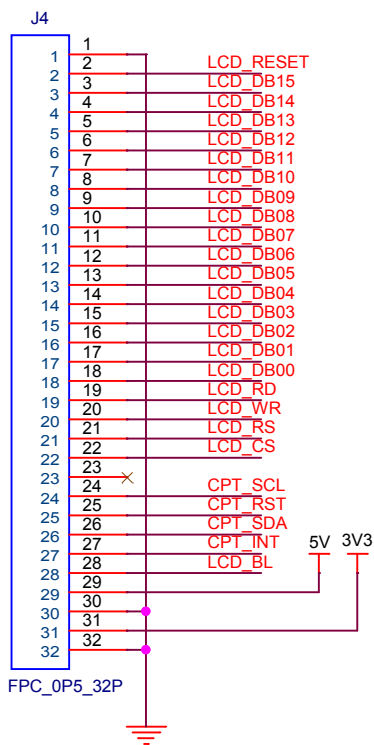 J4
1 1
2 2 LCD_RESET
3 3 LCD_DB15
4 4 LCD_DB14
5 5 LCD_DB13
6 6 LCD_DB12
7 7 LCD_DB11
8 8 LCD_DB10
9 9 LCD_DB09
10 10 LCD_DB08
11 11 LCD_DB07
12 12 LCD_DB06
13 13 LCD_DB05
14 14 LCD_DB04
15 15 LCD_DB03
16 16 LCD_DB02
17 17 LCD_DB01
18 18 LCD_DB00
19 19 LCD_RD
20 20 LCD_WR
21 21 LCD_RS
22 22 LCD_CS
23 23
24 24 CPT_SCL
25 25 CPT_RST
26 26 CPT_SDA
27 27 CPT_INT 5V 3V3
28 28 LCD_BL
29 29
30 30
31 31
32 32
FPC_0P5_32P